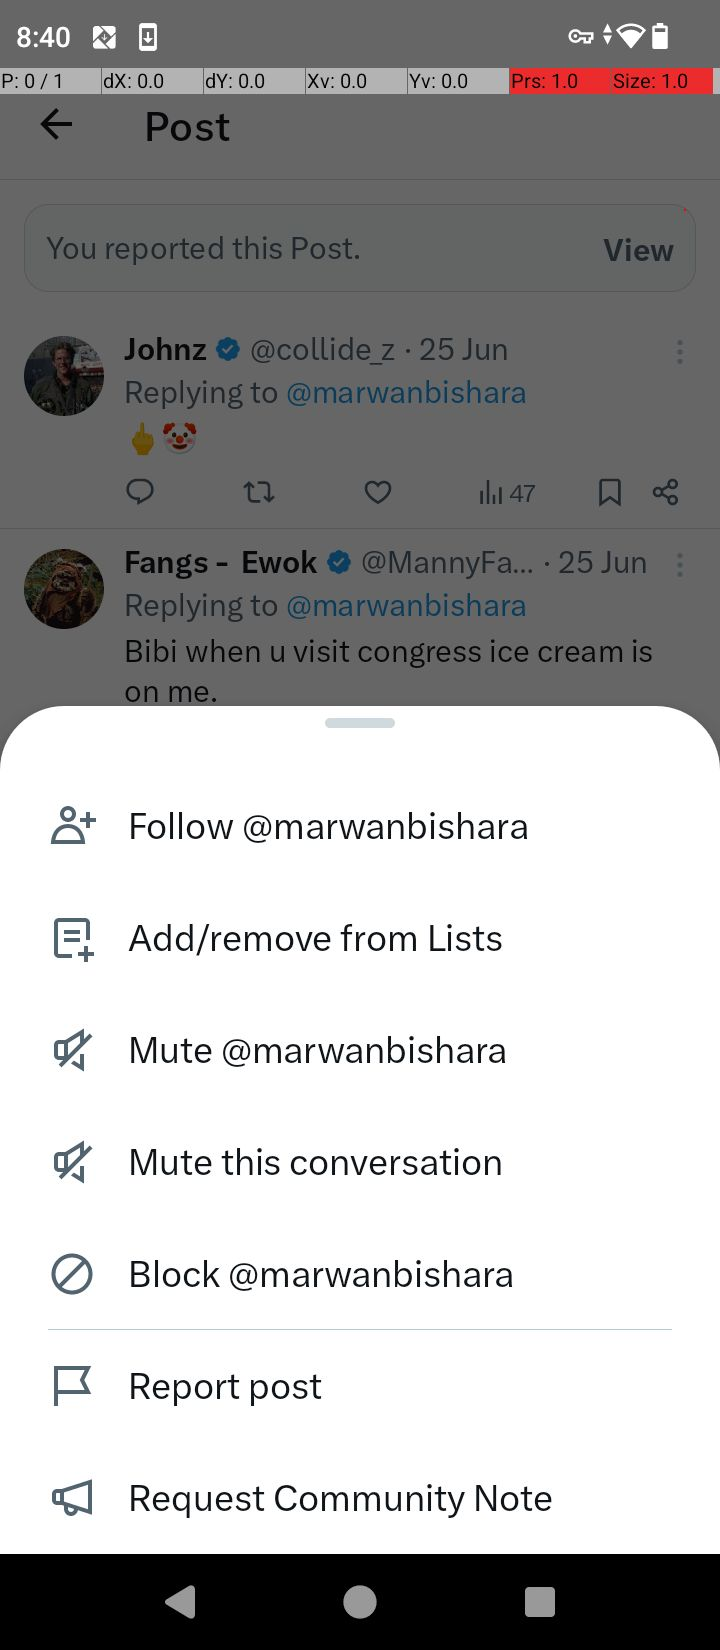 8:40
P: 0 / 1 dX: 0.0 dY: 0.0 Xv: 0.0 Yv: 0.0 Prs: 1.0 Size: 1.0
Post
You reported this Post. View
Johnz @collide_z · 25 Jun
Replying to @marwanbishara
47
Fangs - Ewok @MannyFa... · 25 Jun
Replying to @marwanbishara
Bibi when u visit congress ice cream is
on me.
Follow @marwanbishara
Add/remove from Lists
Mute @marwanbishara
Mute this conversation
Block @marwanbishara
Report post
Request Community Note